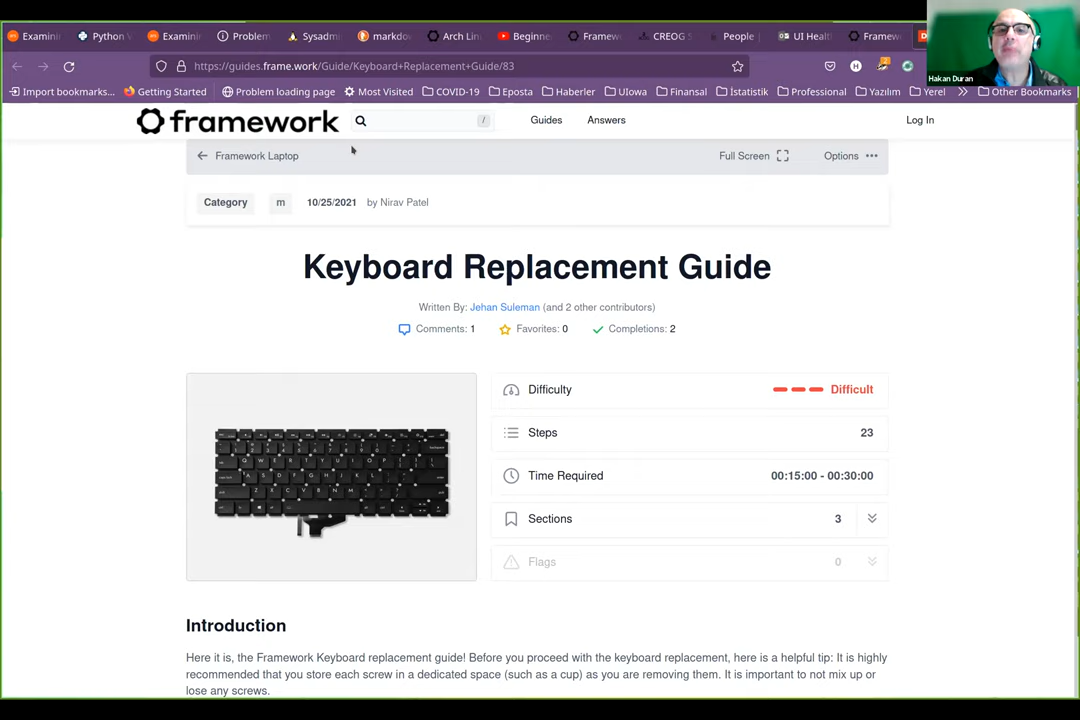 Examinin
Python V
Examinin
Problem
Sysadm
markdo
Arch Lin
Beginne
Framew
CREOG S
People
UI Healt
Framew
https://guides.frame.work/Guide/Keyboard+Replacement+Guide/83
Import bookmarks...
Getting Started
Problem loading page
Most Visited
COVID-19
Eposta
Haberler
UIowa
Finansal
İstatistik
Professional
Yazılım
Yerel
Other Bookmarks
Hakan Duran
framework
/
Guides
Answers
Log In
Framework Laptop
Full Screen
Options
Category
m
10/25/2021
by Nirav Patel
Keyboard Replacement Guide
Written By: Jehan Suleman (and 2 other contributors)
Comments: 1
Favorites: 0
Completions: 2
Difficulty
Difficult
Steps
23
Time Required
00:15:00 - 00:30:00
Sections
3
Flags
0
Introduction
Here it is, the Framework Keyboard replacement guide! Before you proceed with the keyboard replacement, here is a helpful tip: It is highly
recommended that you store each screw in a dedicated space (such as a cup) as you are removing them. It is important to not mix up or
lose any screws.